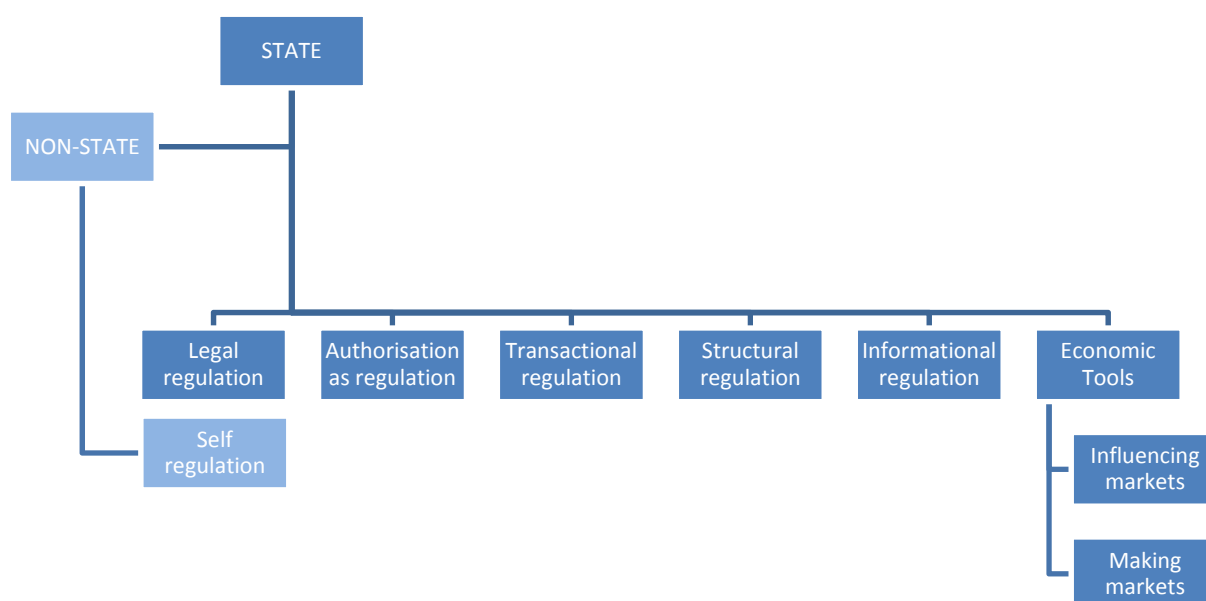 STATE
NON-STATE
Legal
regulation
Authorisation
as regulation
Transactional
regulation
Structural
regulation
Informational
regulation
Economic
Tools
Self
regulation
Influencing
markets
Making
markets